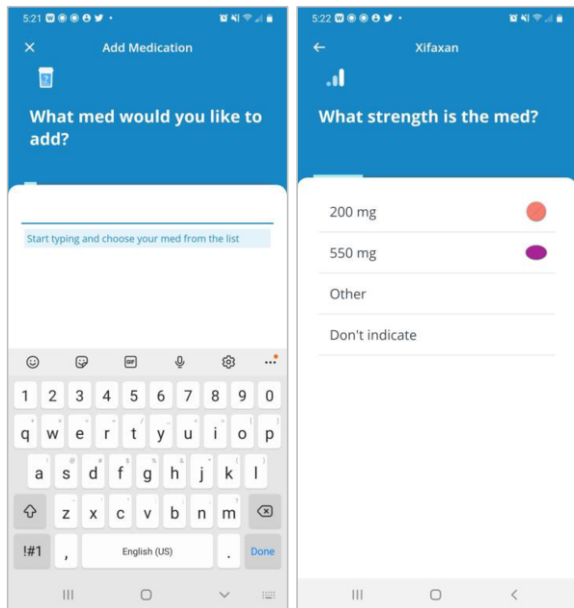 5:21
Add Medication
What med would you like to
add?
Start typing and choose your med from the list
GIF
1 2 3 4 5 6 7 8 9 0
q w e r t y u i o p
a s d f g h j k l
z x c v b n m
!#1 , English (US) . Done
5:22
Xifaxan
What strength is the med?
200 mg
550 mg
Other
Don't indicate